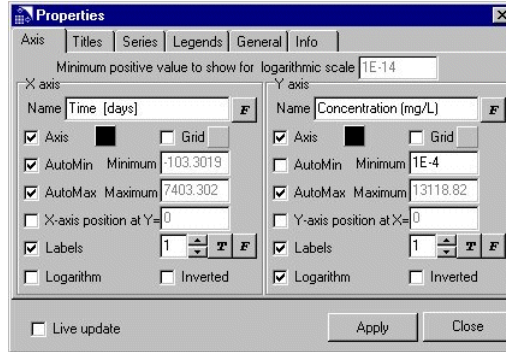 Properties
Axis Titles Series Legends General Info
Minimum positive value to show for logarithmic scale 1E-14
X axis
Name Time [days] F
Axis Grid
AutoMin Minimum -103.3019
AutoMax Maximum 7403.302
X-axis position at Y= 0
Labels 1 T F
Logarithm Inverted
Y axis
Name Concentration (mg/L) F
Axis Grid
AutoMin Minimum 1E-4
AutoMax Maximum 13118.82
Y-axis position at X= 0
Labels 1 T F
Logarithm Inverted
Live update Apply Close